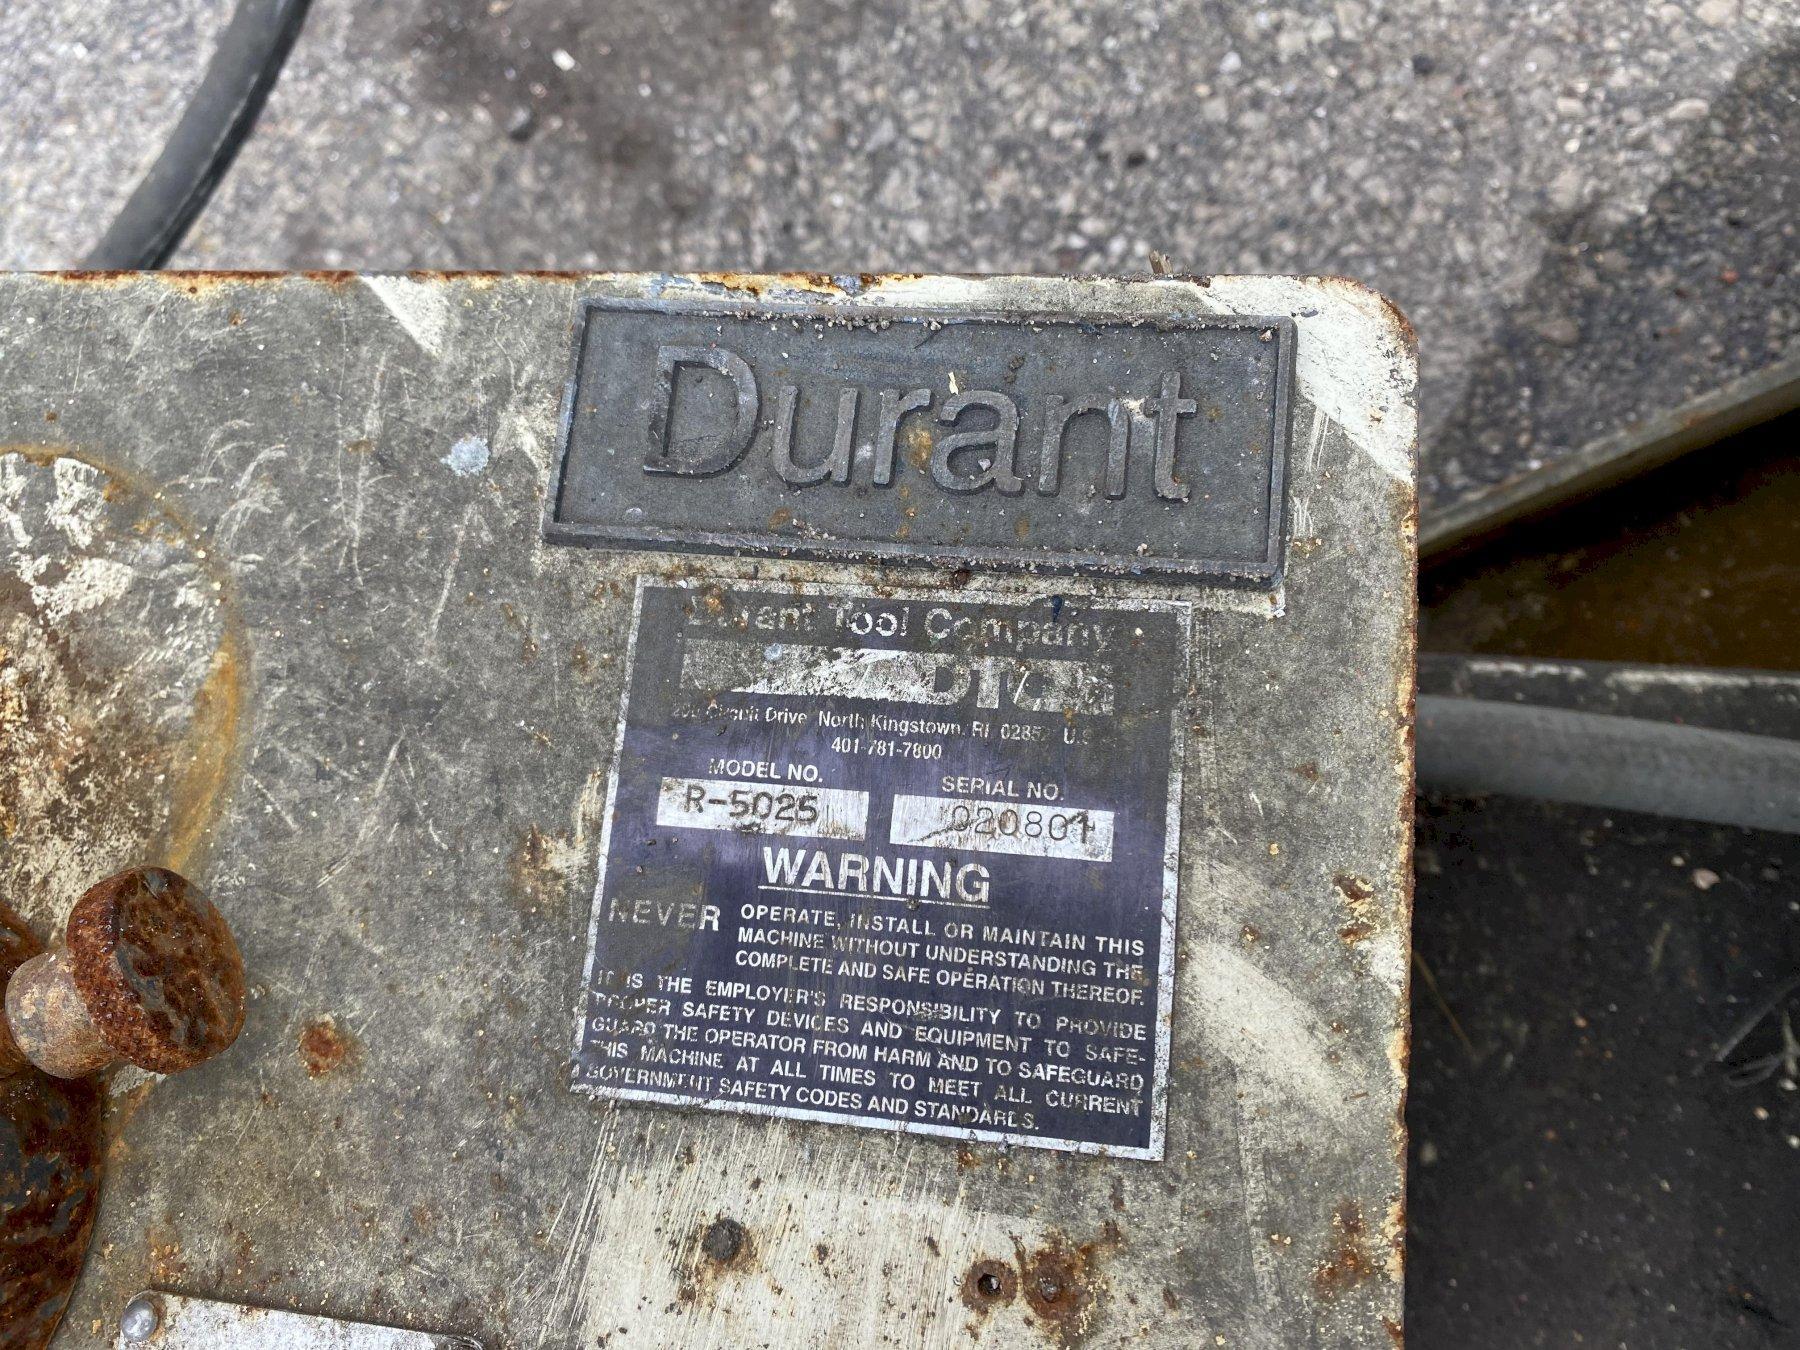 Durant
Durant Tool Company
DTC
Circuit Drive, North Kingstown, RI 02852 U.S.
401-781-7800
MODEL NO. SERIAL NO.
R-5025 020801
WARNING
NEVER OPERATE, INSTALL OR MAINTAIN THIS
MACHINE WITHOUT UNDERSTANDING THE
COMPLETE AND SAFE OPERATION THEREOF.
IT IS THE EMPLOYER'S RESPONSIBILITY TO PROVIDE
PROPER SAFETY DEVICES AND EQUIPMENT TO SAFE-
GUARD THE OPERATOR FROM HARM AND TO SAFEGUARD
THIS MACHINE AT ALL TIMES TO MEET ALL CURRENT
GOVERNMENT SAFETY CODES AND STANDARDS.